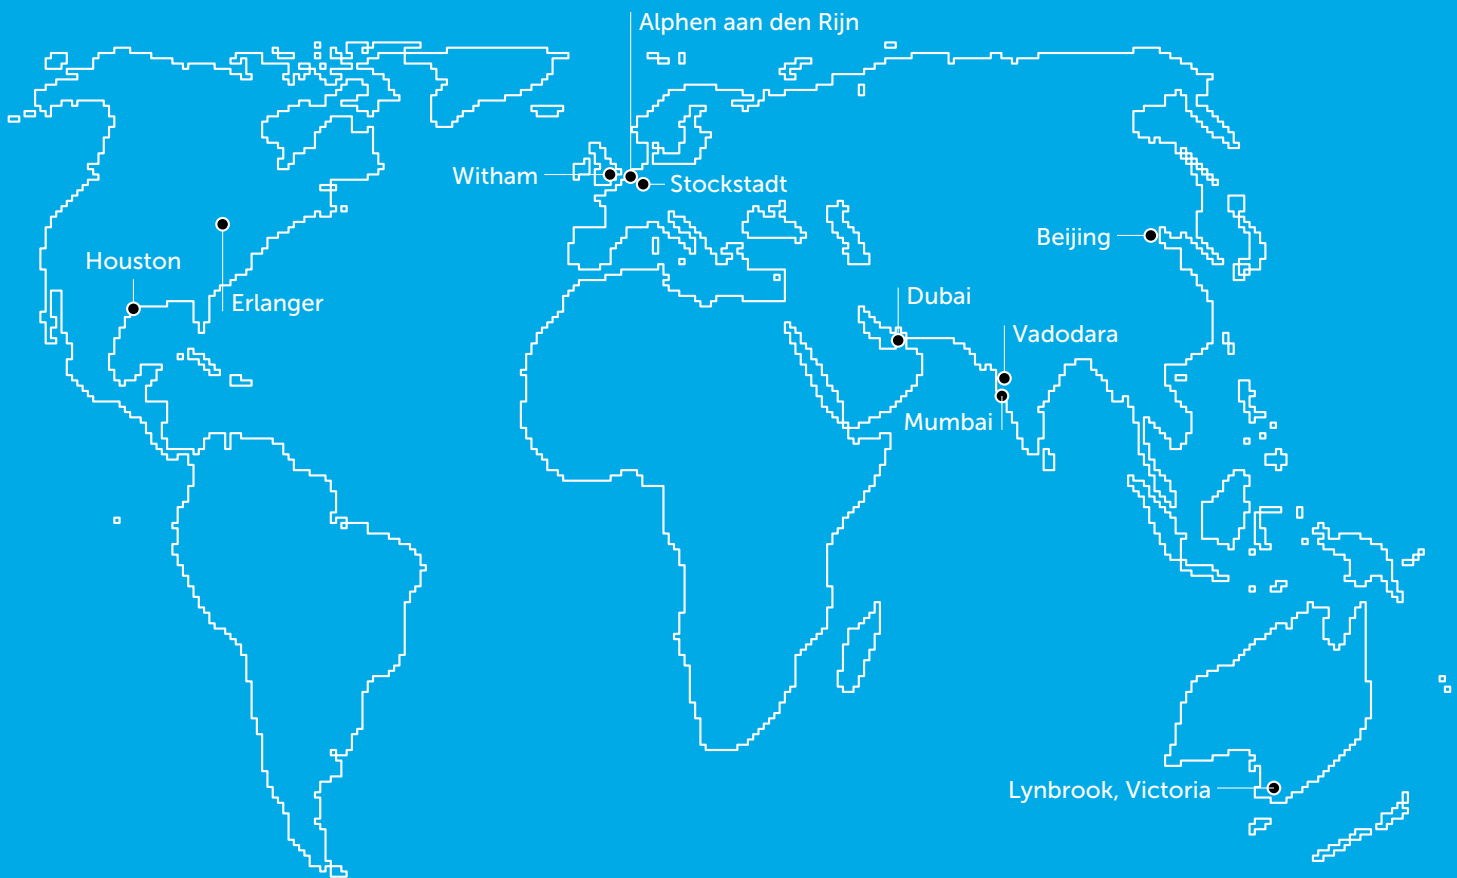 Alphen aan den Rijn
Witham
Stockstadt
Beijing
Houston
Erlanger
Dubai
Vadodara
Mumbai
Lynbrook, Victoria